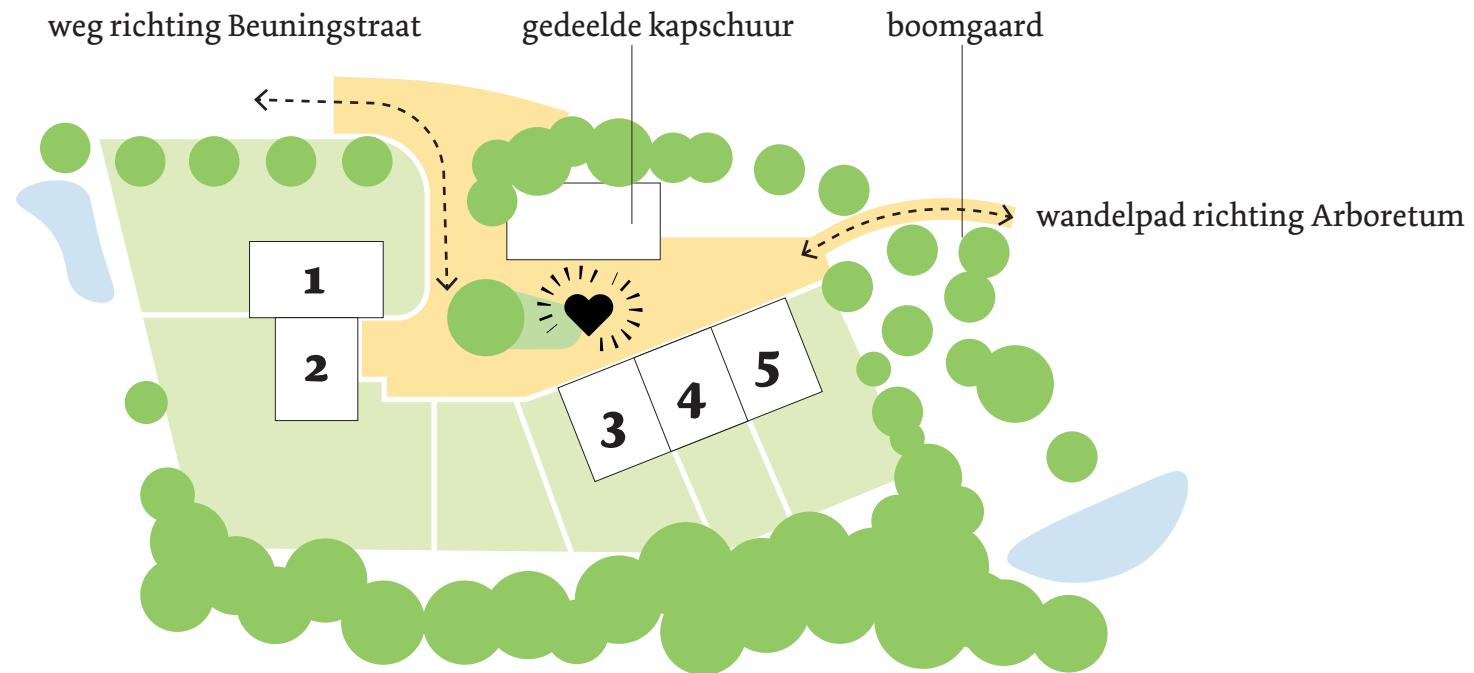 weg richting Beuningstraat
gedeelde kapschuur
boomgaard
wandelpad richting Arboretum
1
2
3
4
5